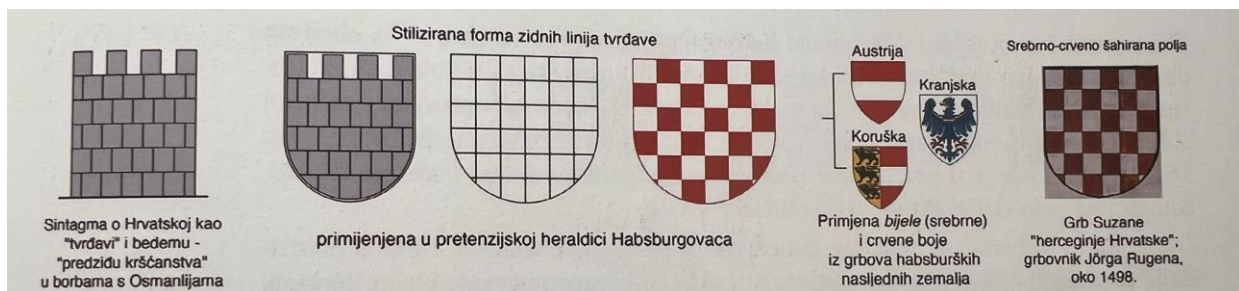 Stilizirana forma zidnih linija tvrđave
Sintagma o Hrvatskoj kao
"tvrđavi" i bedemu -
"predziđu kršćanstva"
u borbama s Osmanlijama
primijenjena u pretenzijskoj heraldici Habsburgovaca
Austrija
Kranjska
Koruška
Primjena bijele (srebrne)
i crvene boje
iz grbova habsburških
nasljednih zemalja
Srebrno-crveno šahirana polja
Grb Suzane
"herceginje Hrvatske";
grbovnik Jörga Rugena,
oko 1498.